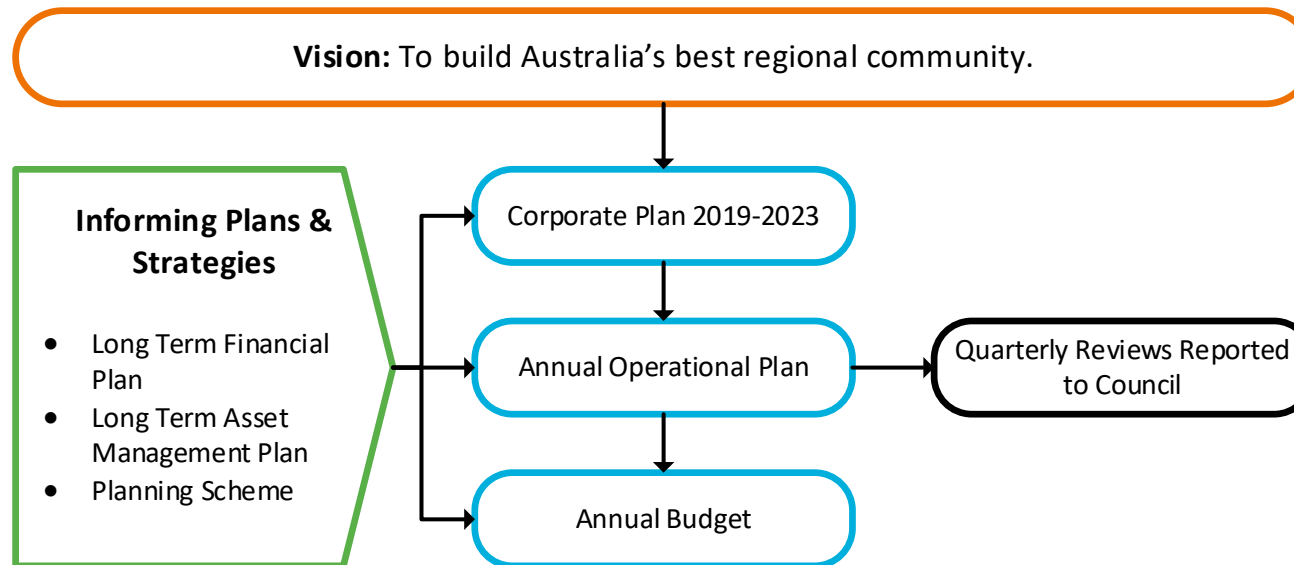 Vision: To build Australia’s best regional community.
Informing Plans &
Strategies
• Long Term Financial
Plan
• Long Term Asset
Management Plan
• Planning Scheme
Corporate Plan 2019-2023
Annual Operational Plan
Quarterly Reviews Reported
to Council
Annual Budget